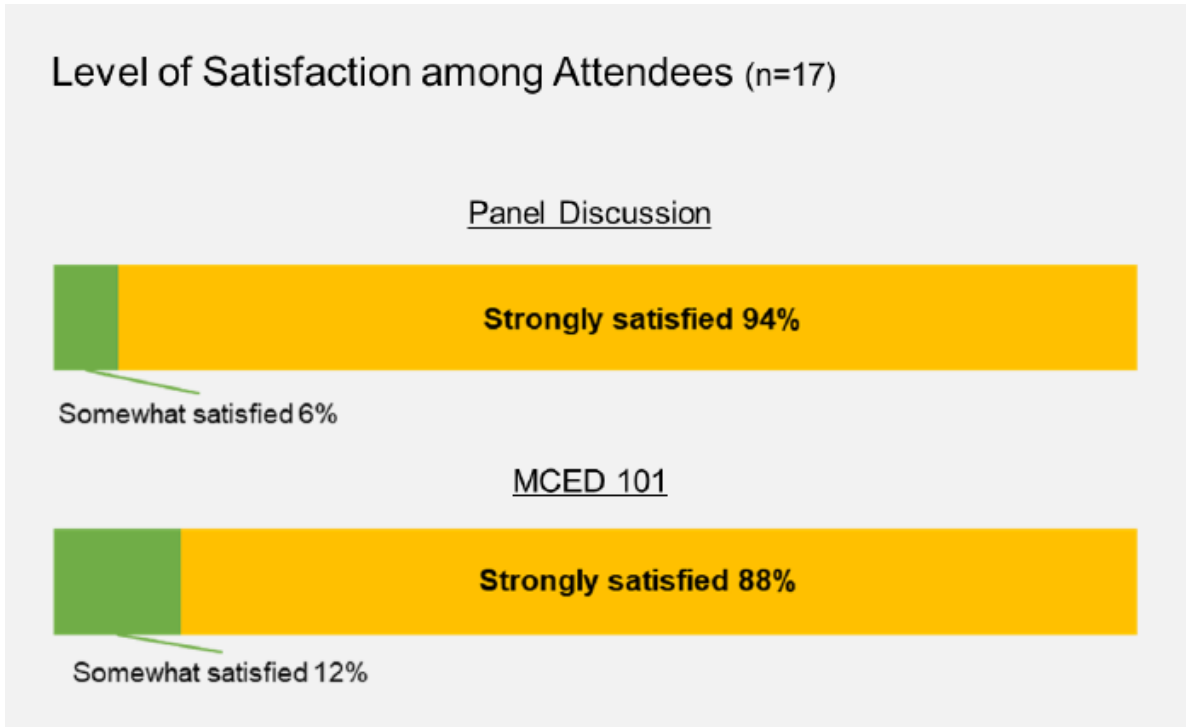 Level of Satisfaction among Attendees (n=17)
Panel Discussion
Strongly satisfied 94%
Somewhat satisfied 6%
MCED 101
Strongly satisfied 88%
Somewhat satisfied 12%